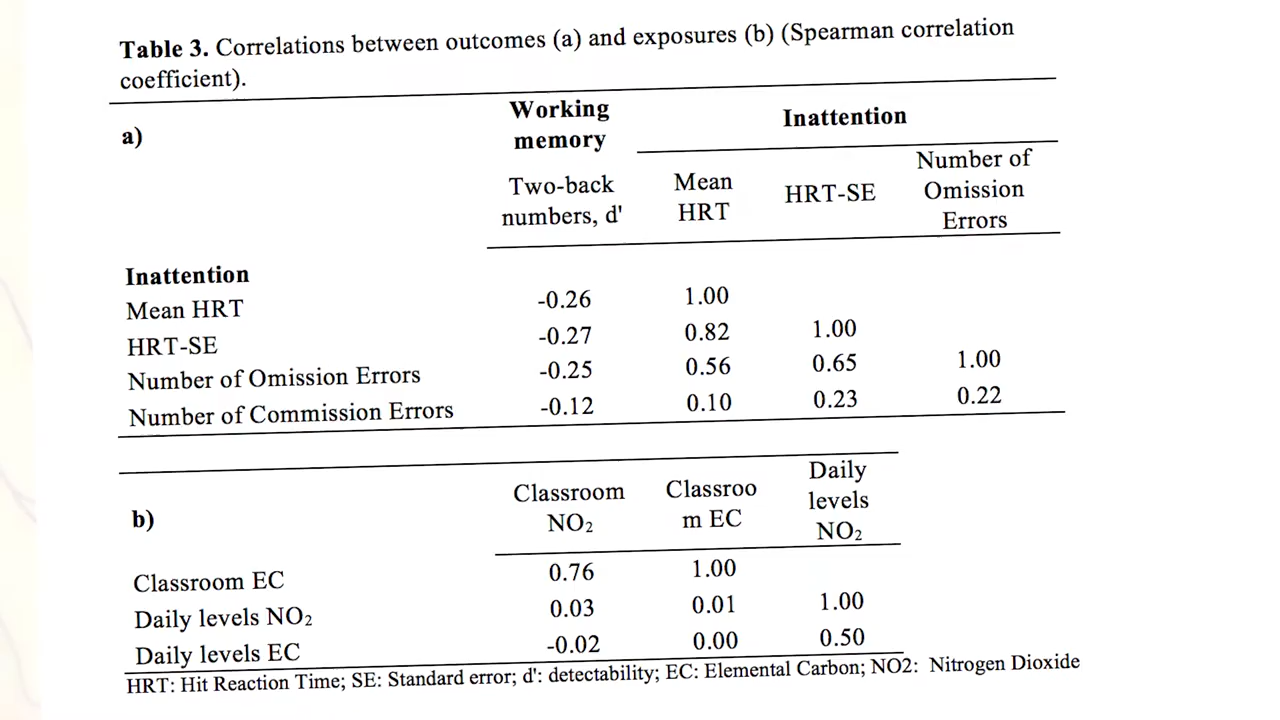 Table 3. Correlations between outcomes (a) and exposures (b) (Spearman correlation
coefficient).
a) Working memory Inattention
Two-back numbers, d' Mean HRT HRT-SE Number of Omission Errors
Inattention
Mean HRT -0.26 1.00
HRT-SE -0.27 0.82 1.00
Number of Omission Errors -0.25 0.56 0.65 1.00
Number of Commission Errors -0.12 0.10 0.23 0.22
b) Classroom NO₂ Classroo m EC Daily levels NO₂
Classroom EC 0.76 1.00
Daily levels NO₂ 0.03 0.01 1.00
Daily levels EC -0.02 0.00 0.50
HRT: Hit Reaction Time; SE: Standard error; d': detectability; EC: Elemental Carbon; NO2: Nitrogen Dioxide